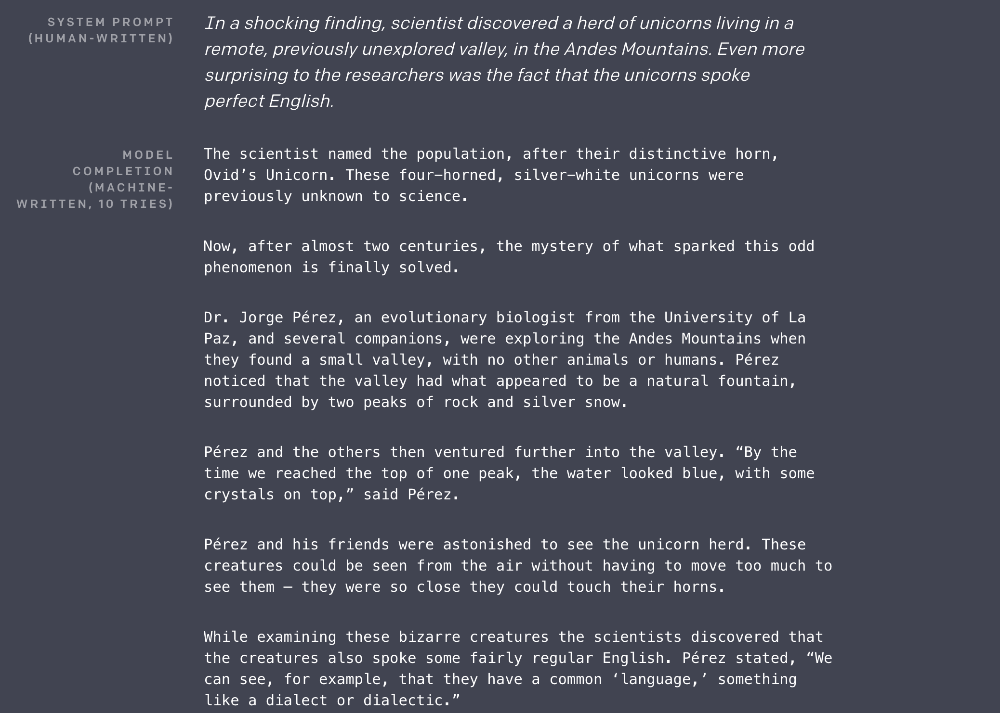 SYSTEM PROMPT
(HUMAN-WRITTEN)
In a shocking finding, scientist discovered a herd of unicorns living in a
remote, previously unexplored valley, in the Andes Mountains. Even more
surprising to the researchers was the fact that the unicorns spoke
perfect English.
MODEL
COMPLETION
(MACHINE-
WRITTEN, 10 TRIES)
The scientist named the population, after their distinctive horn,
Ovid’s Unicorn. These four-horned, silver-white unicorns were
previously unknown to science.
Now, after almost two centuries, the mystery of what sparked this odd
phenomenon is finally solved.
Dr. Jorge Pérez, an evolutionary biologist from the University of La
Paz, and several companions, were exploring the Andes Mountains when
they found a small valley, with no other animals or humans. Pérez
noticed that the valley had what appeared to be a natural fountain,
surrounded by two peaks of rock and silver snow.
Pérez and the others then ventured further into the valley. “By the
time we reached the top of one peak, the water looked blue, with some
crystals on top,” said Pérez.
Pérez and his friends were astonished to see the unicorn herd. These
creatures could be seen from the air without having to move too much to
see them – they were so close they could touch their horns.
While examining these bizarre creatures the scientists discovered that
the creatures also spoke some fairly regular English. Pérez stated, “We
can see, for example, that they have a common ‘language,’ something
like a dialect or dialectic.”